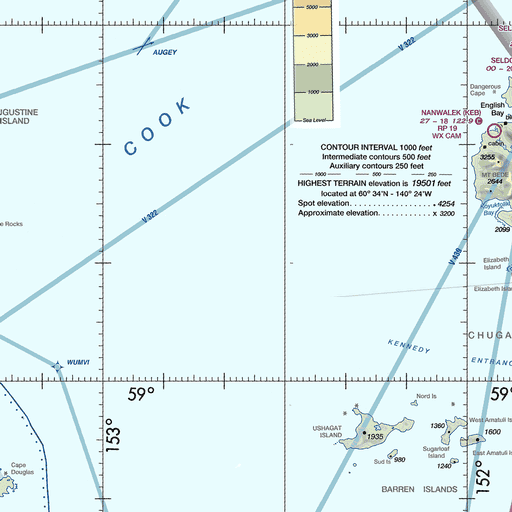 5000
3000
2000
1000
Sea Level
V 322
AUGEY
COOK
AUGUSTINE
ISLAND
SEL
SELDO
00 - 20
Dangerous
Cape
English
Bay
NANWALEK (KEB)
27 - 18 122.9
RP 19
WX CAM
cabin
3255
MT BEDE
2644
Koyuktolik
Bay
2099
CONTOUR INTERVAL 1000 feet
Intermediate contours 500 feet
Auxiliary contours 250 feet
1000 500 250
HIGHEST TERRAIN elevation is 19501 feet
located at 60° 34'N - 140° 24'W
Spot elevation . . . . . . . . . . . . . . . . . . . . • 4254
Approximate elevation . . . . . . . . . . . . x 3200
V 322
e Rocks
V 438
Elizabeth
Island
Elizabeth Isla
CHUGA
KENNEDY
ENTRANC
WUMVI
59°
59°
153°
152°
North Is
USHAGAT
ISLAND
1935
Sud Is
980
1360
Sugarloaf
Island
1240
West Amatuli Is
1600
East Amatuli Is
BARREN ISLANDS
Cape
Douglas